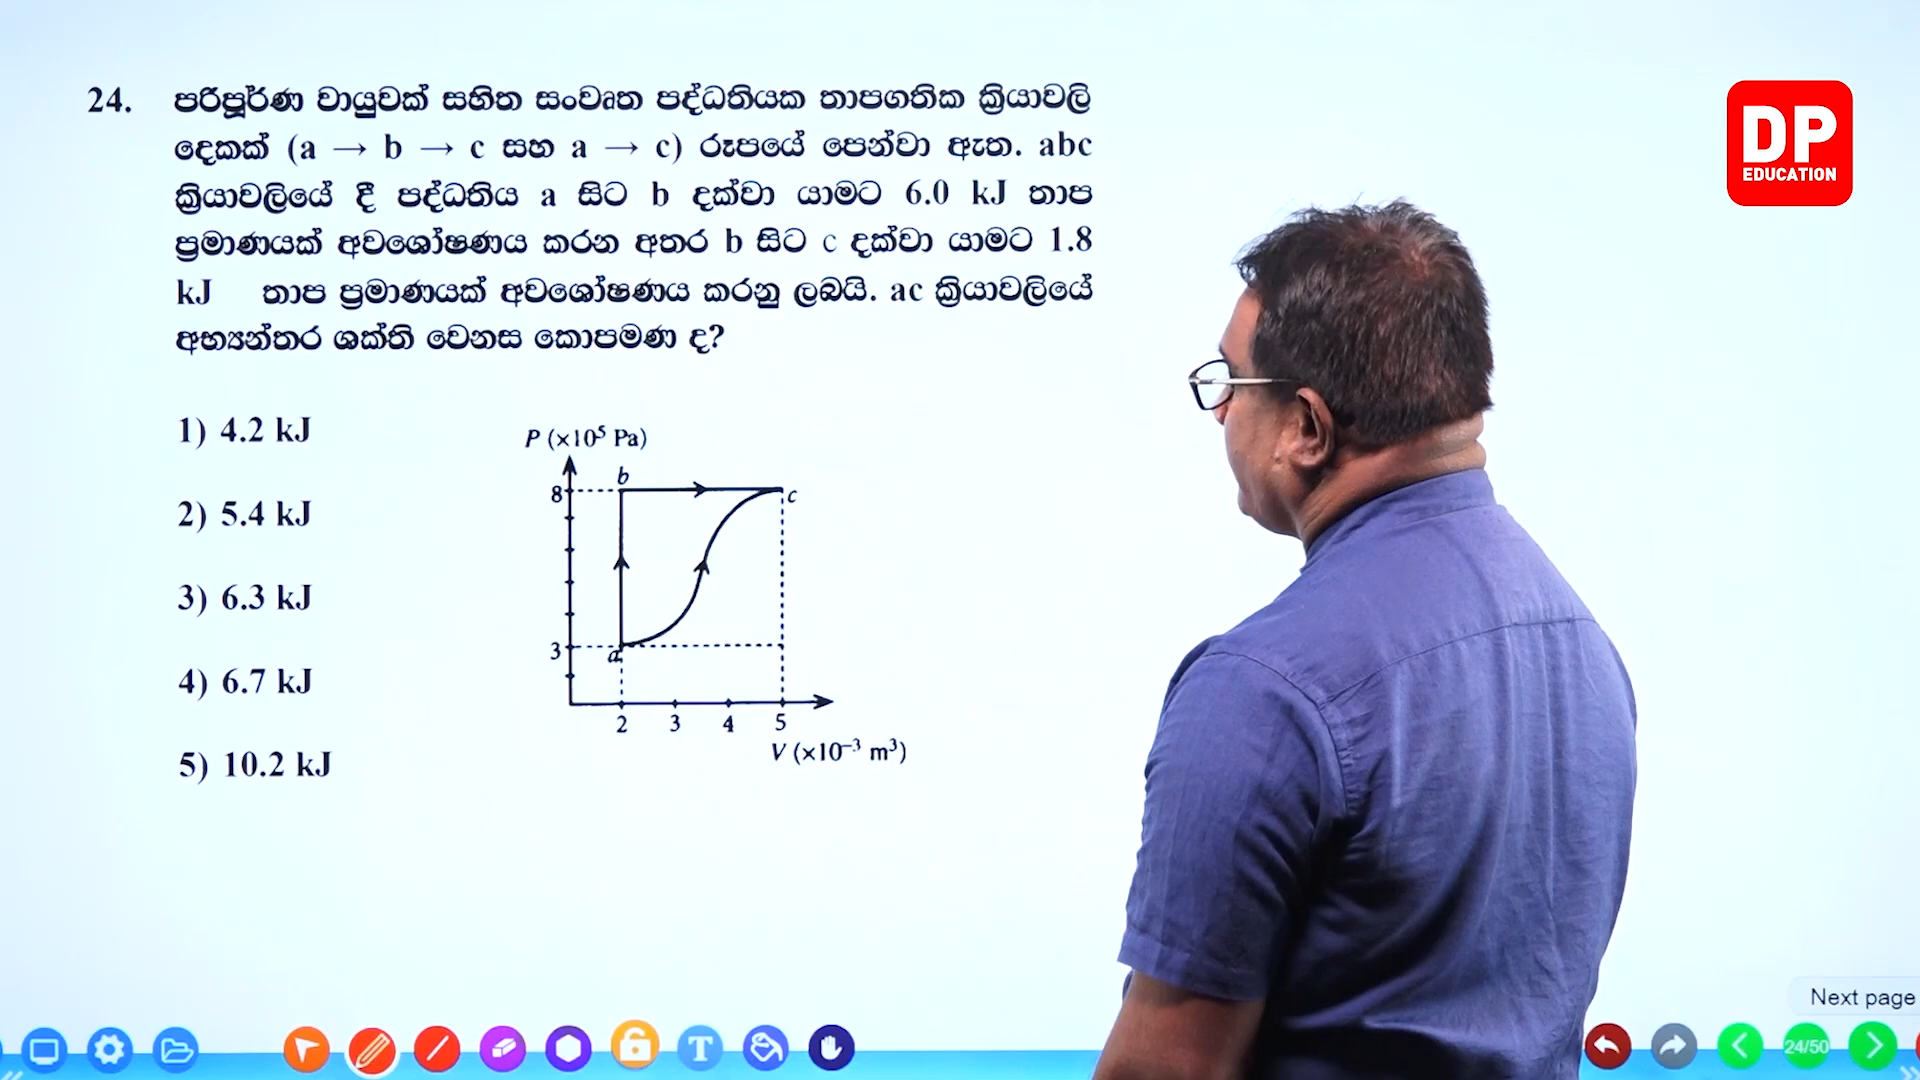 24. පරිපූර්ණ වායුවක් සහිත සංවෘත පද්ධතියක තාපගතික ක්‍රියාවලි
දෙකක් (a → b → c සහ a → c) රූපයේ පෙන්වා ඇත. abc
ක්‍රියාවලියේ දී පද්ධතිය a සිට b දක්වා යාමට 6.0 kJ තාප
ප්‍රමාණයක් අවශෝෂණය කරන අතර b සිට c දක්වා යාමට 1.8
kJ තාප ප්‍රමාණයක් අවශෝෂණය කරනු ලබයි. ac ක්‍රියාවලියේ
අභ්‍යන්තර ශක්ති වෙනස කොපමණ ද?
1) 4.2 kJ
2) 5.4 kJ
3) 6.3 kJ
4) 6.7 kJ
5) 10.2 kJ
P (×10⁵ Pa)
b
8
c
3
a
2 3 4 5
V (×10⁻³ m³)
DP
EDUCATION
Next page
T
24/50